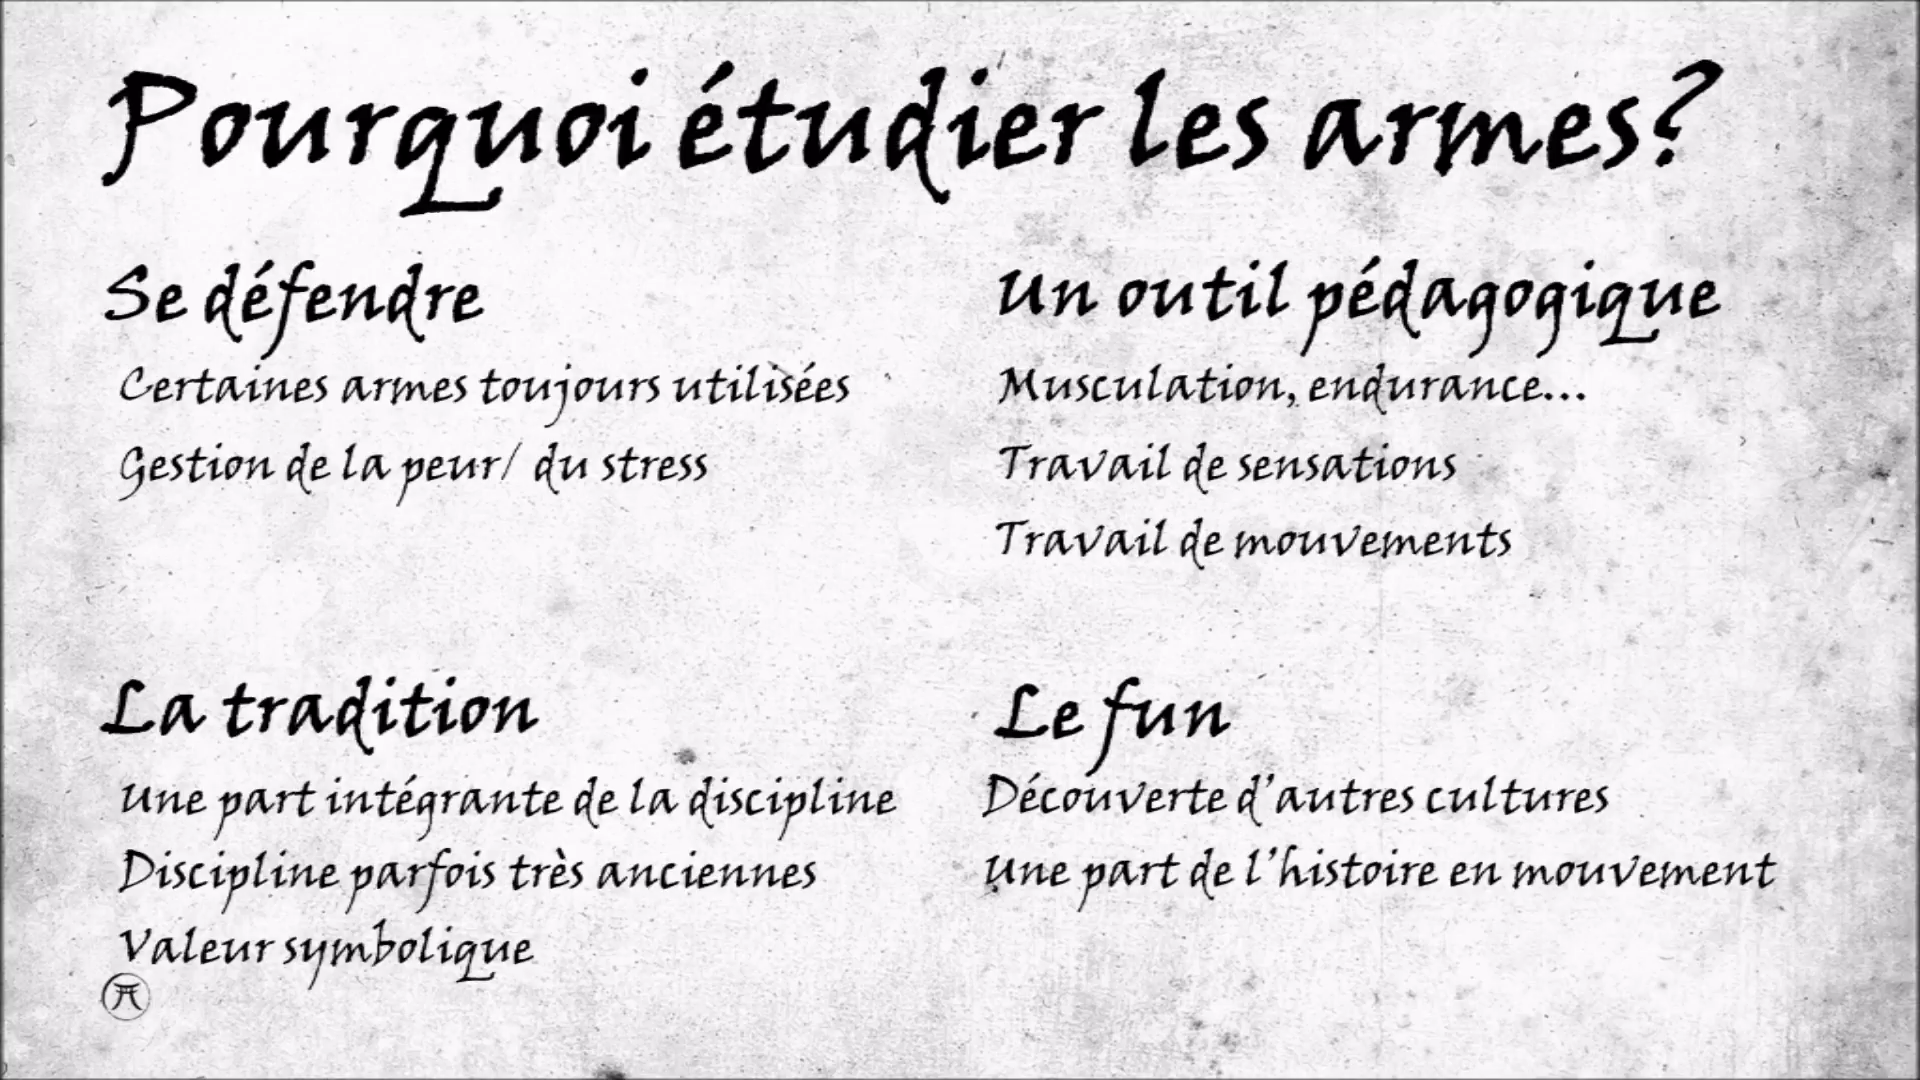 Pourquoi étudier les armes?
Se défendre
Certaines armes toujours utilisées
Gestion de la peur/ du stress
Un outil pédagogique
Musculation, endurance...
Travail de sensations
Travail de mouvements
La tradition
Une part intégrante de la discipline
Discipline parfois très anciennes
Valeur symbolique
Le fun
Découverte d'autres cultures
Une part de l'histoire en mouvement